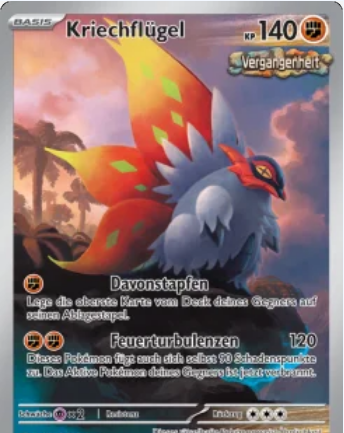 BASIS Kriechflügel KP 140
Vergangenheit
Davonstapfen
Lege die oberste Karte vom Deck deines Gegners auf
seinen Ablagestapel.
Feuerturbulenzen 120
Dieses Pokémon fügt auch sich selbst 90 Schadenspunkte
zu. Das Aktive Pokémon deines Gegners ist jetzt verbrannt.
Schwäche ×2 Resistenz Rückzug